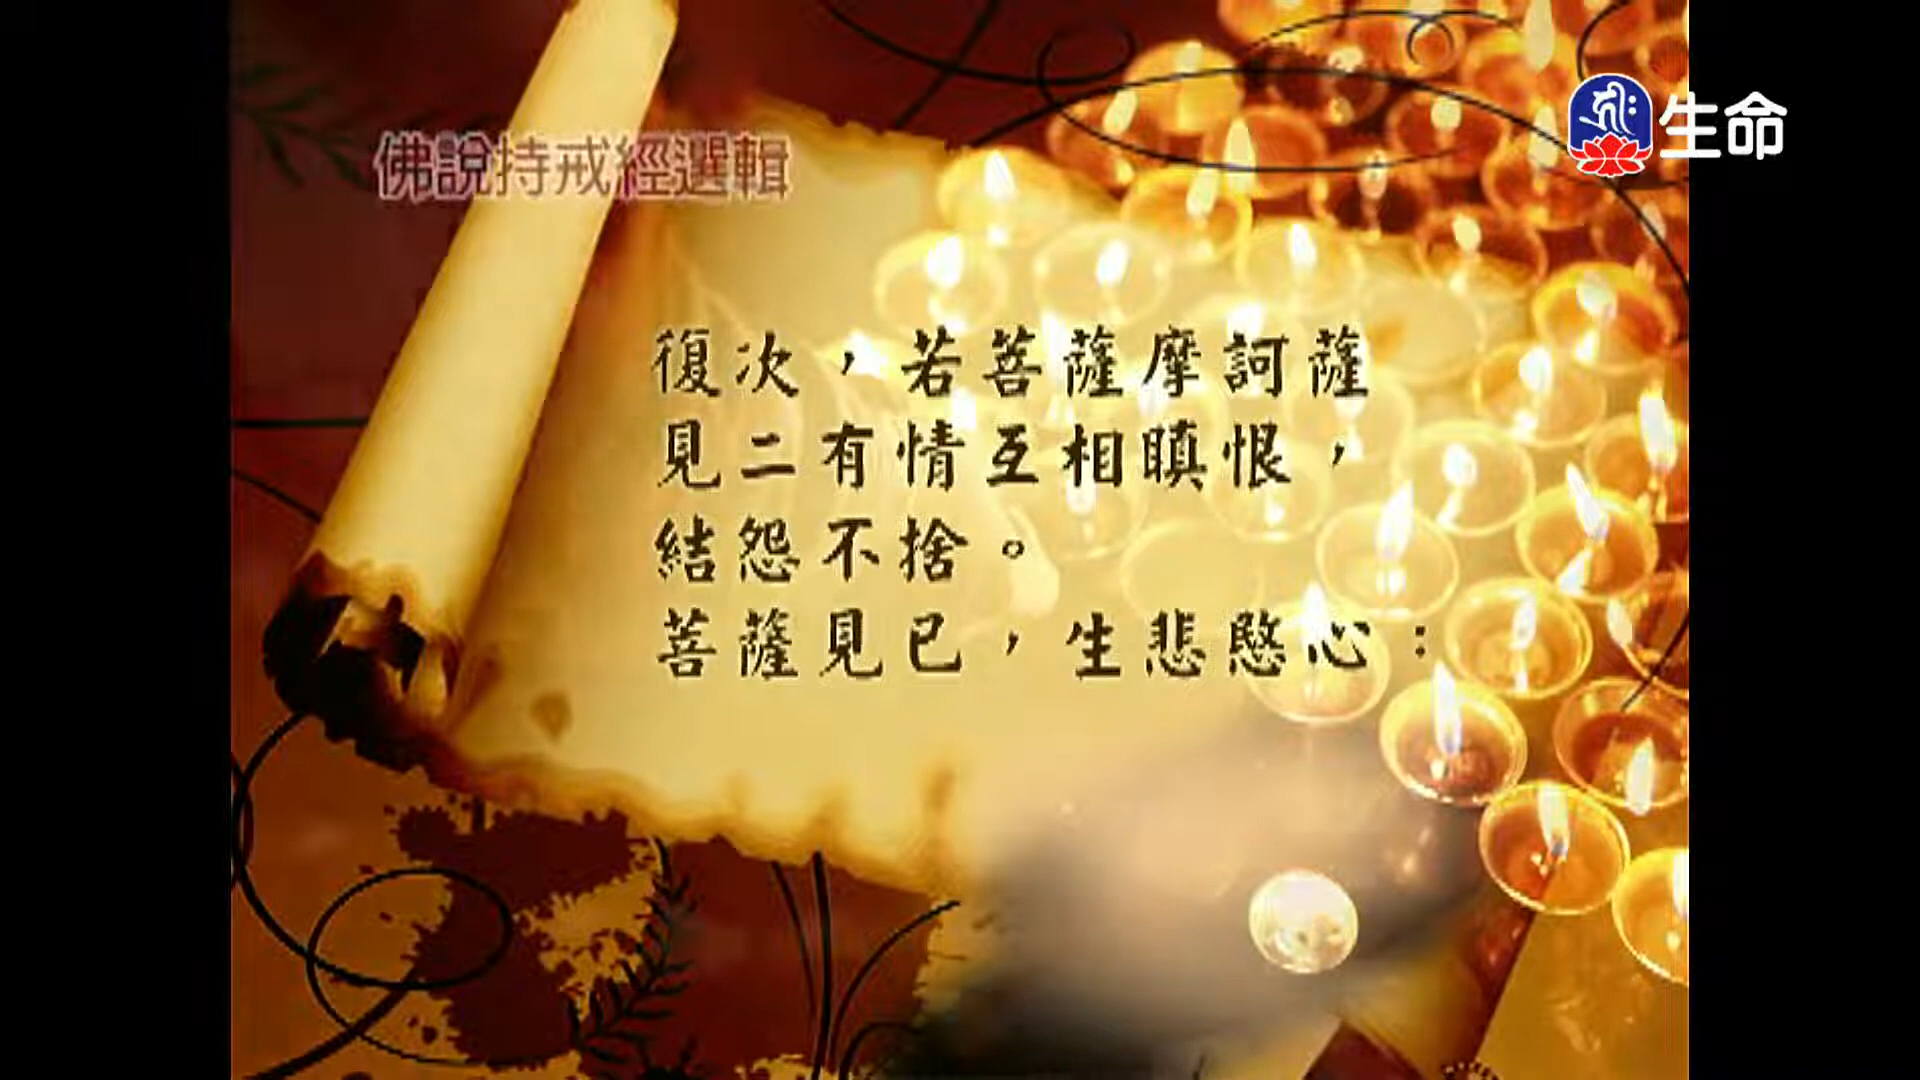 生命
佛說持戒經選輯
復次，若菩薩摩訶薩
見二有情互相瞋恨，
結怨不捨。
菩薩見已，生悲愍心：